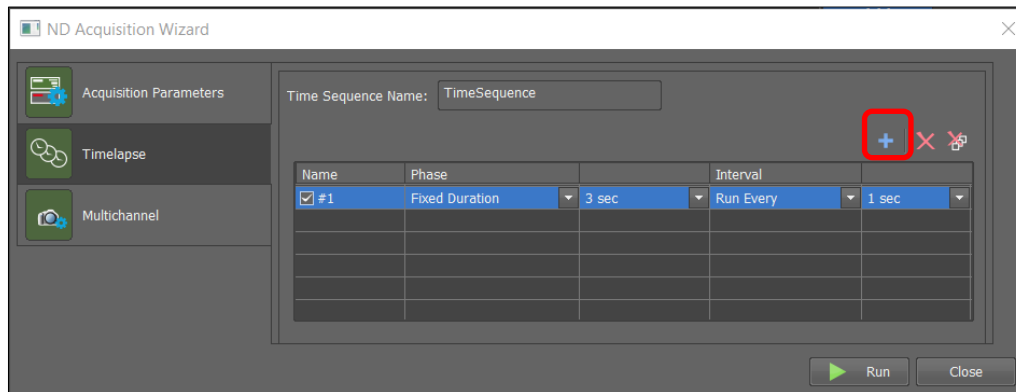 ND Acquisition Wizard
Acquisition Parameters
Timelapse
Multichannel
Time Sequence Name: TimeSequence
Name Phase Interval
#1 Fixed Duration 3 sec Run Every 1 sec
Run Close